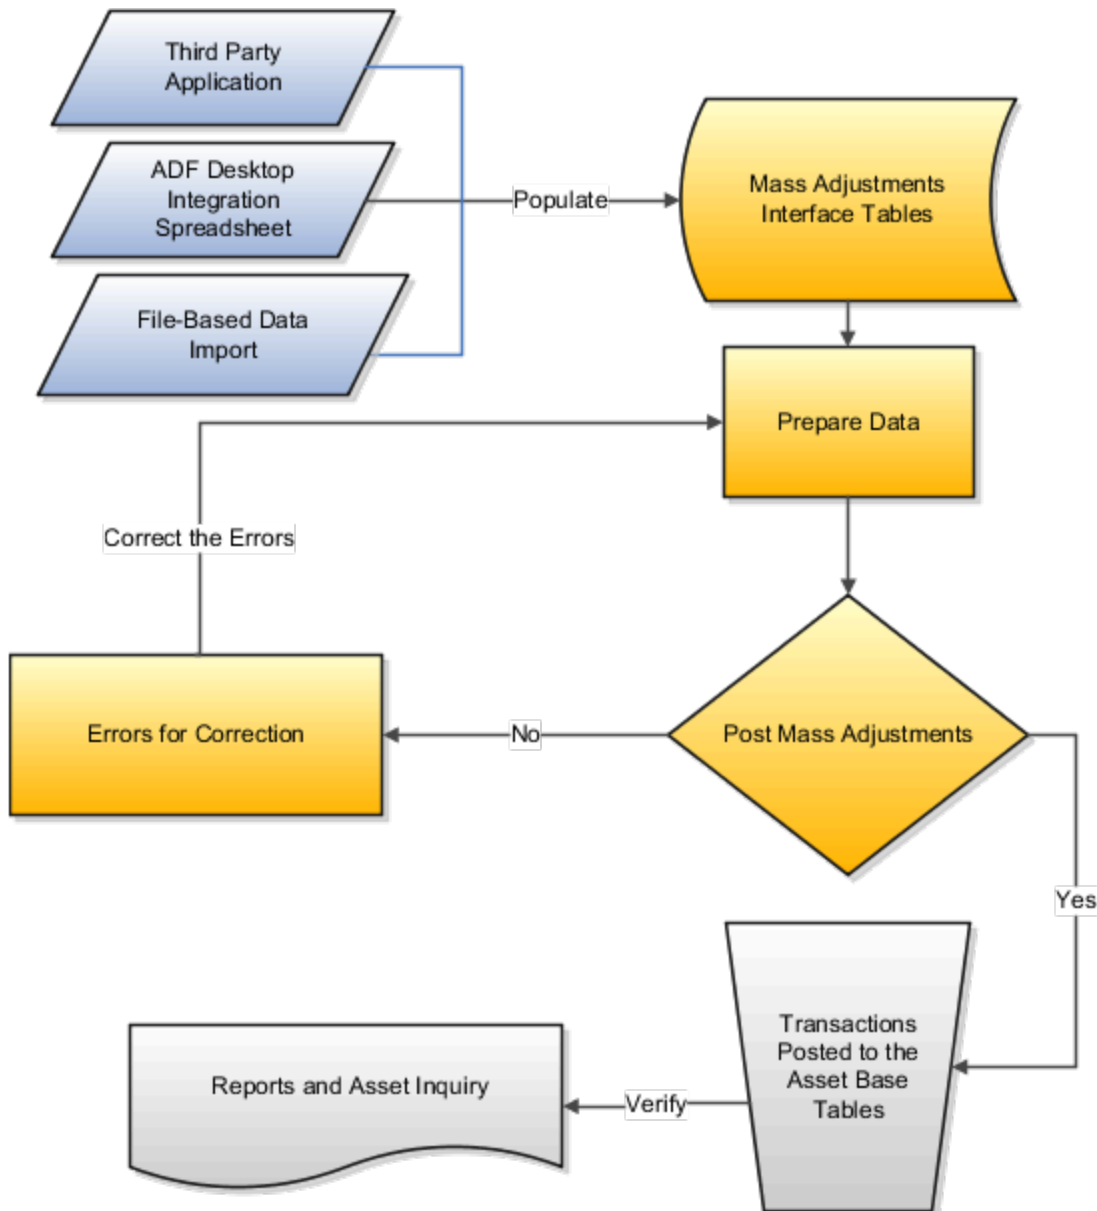 Third Party
Application
ADF Desktop
Integration
Spreadsheet
Populate
Mass Adjustments
Interface Tables
File-Based Data
Import
Prepare Data
Correct the Errors
Errors for Correction
No
Post Mass Adjustments
Yes
Transactions
Posted to the
Asset Base
Tables
Verify
Reports and Asset Inquiry